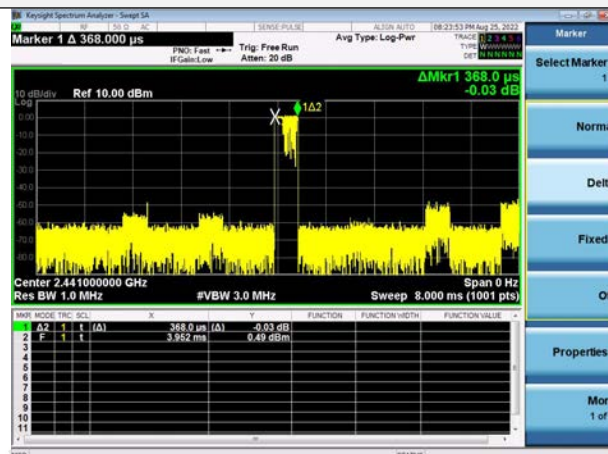 Keysight Spectrum Analyzer - Swept SA
RF 50 Ω AC SENSE:PULSE ALIGN AUTO 08:23:53 PM Aug 25, 2022
Marker 1 Δ 368.000 µs
PNO: Fast
IFGain:Low
Trig: Free Run
Atten: 20 dB
Avg Type: Log-Pwr
TRACE 1 2 3 4 5
TYPE W
DET N N N N N N
ΔMkr1 368.0 µs
-0.03 dB
10 dB/div Ref 10.00 dBm
Log
0.00
-10.0
-20.0
-30.0
-40.0
-50.0
-60.0
-70.0
-80.0
1Δ2
Center 2.441000000 GHz Span 0 Hz
Res BW 1.0 MHz #VBW 3.0 MHz Sweep 8.000 ms (1001 pts)
MKR MODE TRC SCL X Y FUNCTION FUNCTION WIDTH FUNCTION VALUE
1 Δ2 1 t (Δ) 368.0 µs (Δ) -0.03 dB
2 F 1 t 3.952 ms 0.49 dBm
3
4
5
6
7
8
9
10
11
Marker
Select Marker
1
Norma
Delt
Fixed
O
Properties
Mor
1 of